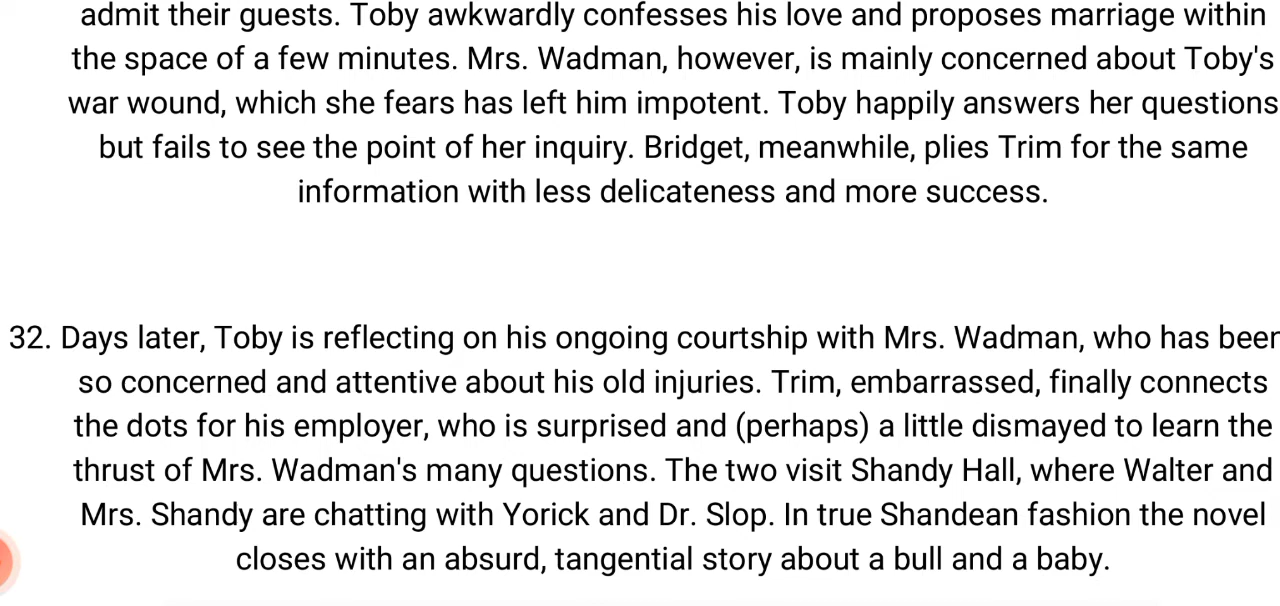 admit their guests. Toby awkwardly confesses his love and proposes marriage within
the space of a few minutes. Mrs. Wadman, however, is mainly concerned about Toby's
war wound, which she fears has left him impotent. Toby happily answers her questions
but fails to see the point of her inquiry. Bridget, meanwhile, plies Trim for the same
information with less delicateness and more success.
32. Days later, Toby is reflecting on his ongoing courtship with Mrs. Wadman, who has been
so concerned and attentive about his old injuries. Trim, embarrassed, finally connects
the dots for his employer, who is surprised and (perhaps) a little dismayed to learn the
thrust of Mrs. Wadman's many questions. The two visit Shandy Hall, where Walter and
Mrs. Shandy are chatting with Yorick and Dr. Slop. In true Shandean fashion the novel
closes with an absurd, tangential story about a bull and a baby.